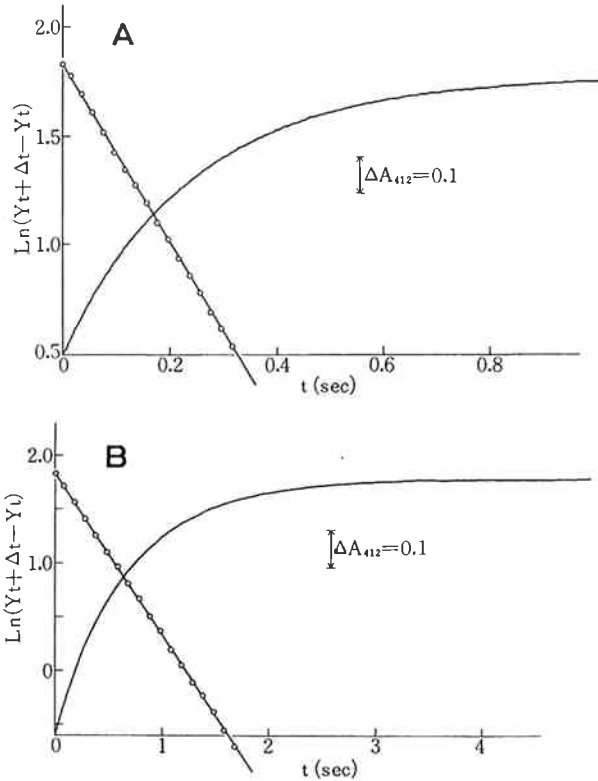 A
2.0
1.5
1.0
0.5
Ln(Yt+Δt−Yt)
ΔA₄₁₂=0.1
0 0.2 0.4 0.6 0.8
t (sec)
B
2.0
1.0
0
Ln(Yt+Δt−Yt)
ΔA₄₁₂=0.1
0 1 2 3 4
t (sec)